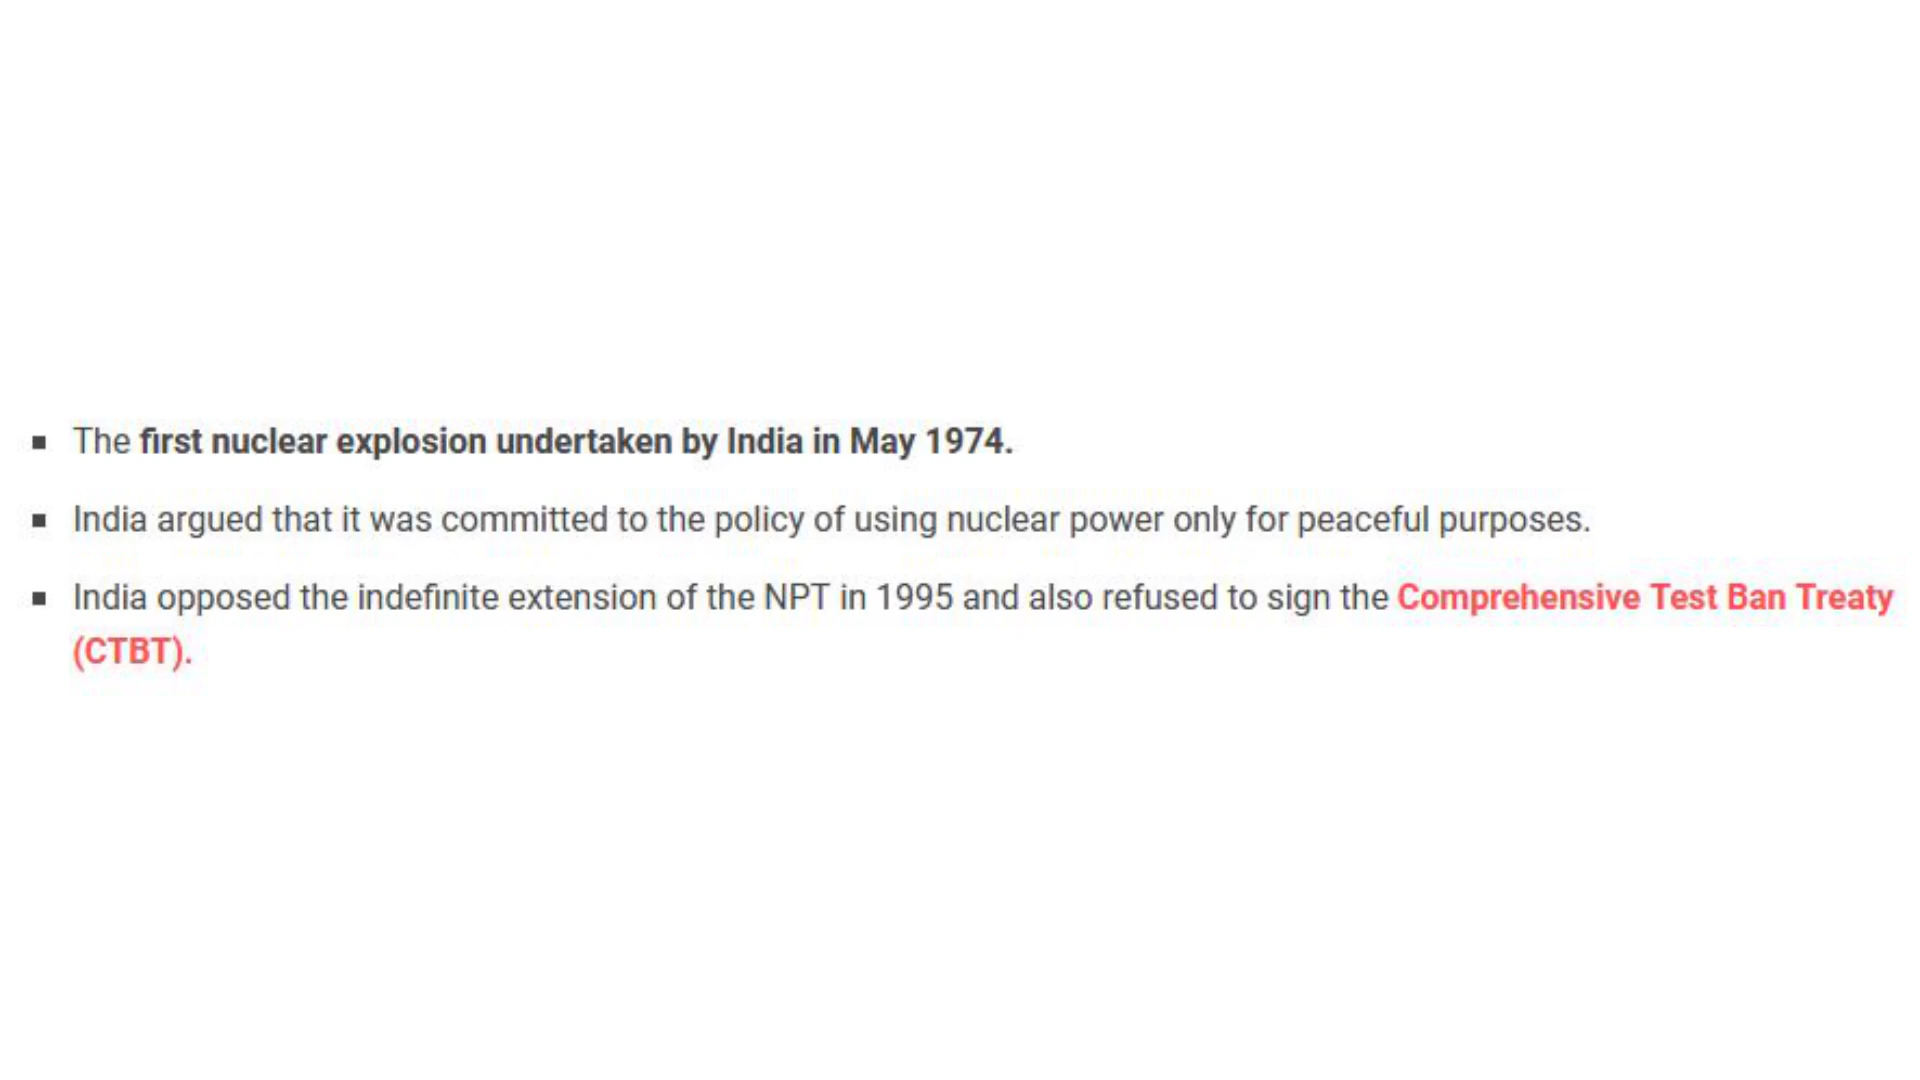 ▪ The first nuclear explosion undertaken by India in May 1974.
▪ India argued that it was committed to the policy of using nuclear power only for peaceful purposes.
▪ India opposed the indefinite extension of the NPT in 1995 and also refused to sign the Comprehensive Test Ban Treaty
(CTBT).